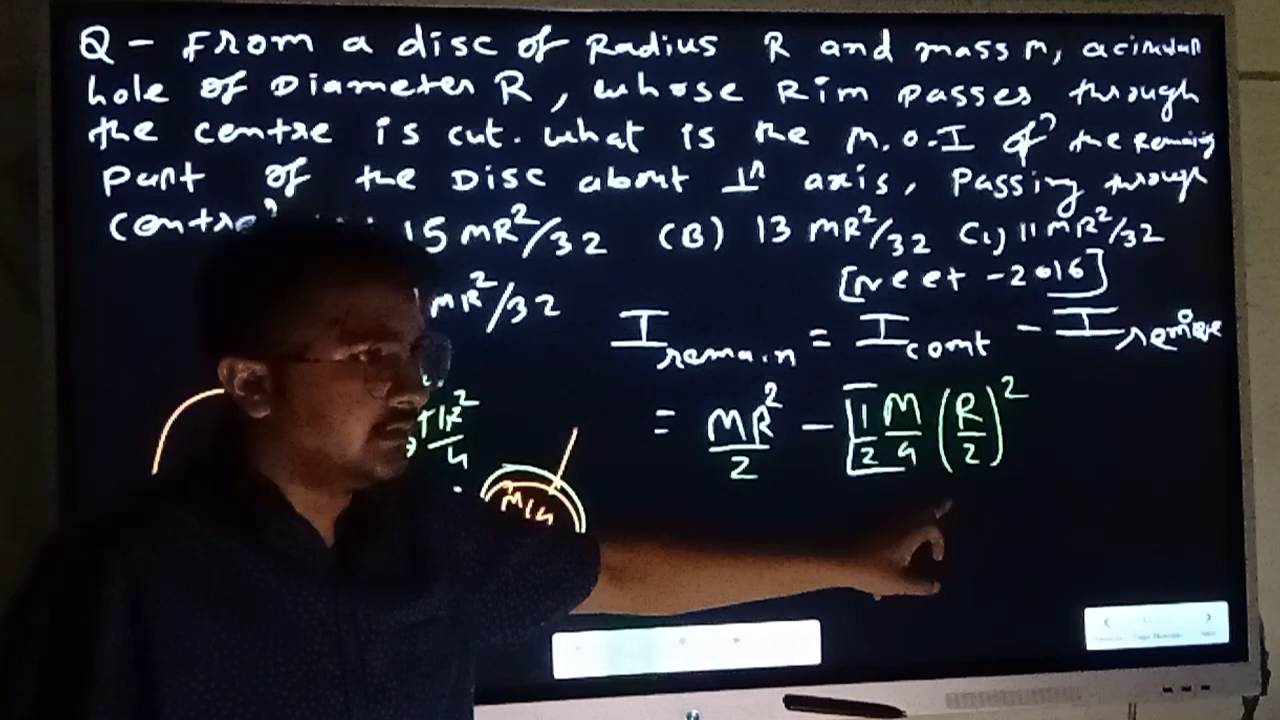 Q - From a disc of Radius R and mass M, a circular
hole of Diameter R, whose Rim passes through
the centre is cut. what is the M.O.I of the Remaining
part of the Disc about ⊥r axis, Passing through
centre? 15 MR²/32 (B) 13 MR²/32 (C) 11 MR²/32
MR²/32
[Neet - 2016]
I remain = I comt - I remove
= MR²/2 - [1/2 M/4 (R/2)²
M/4